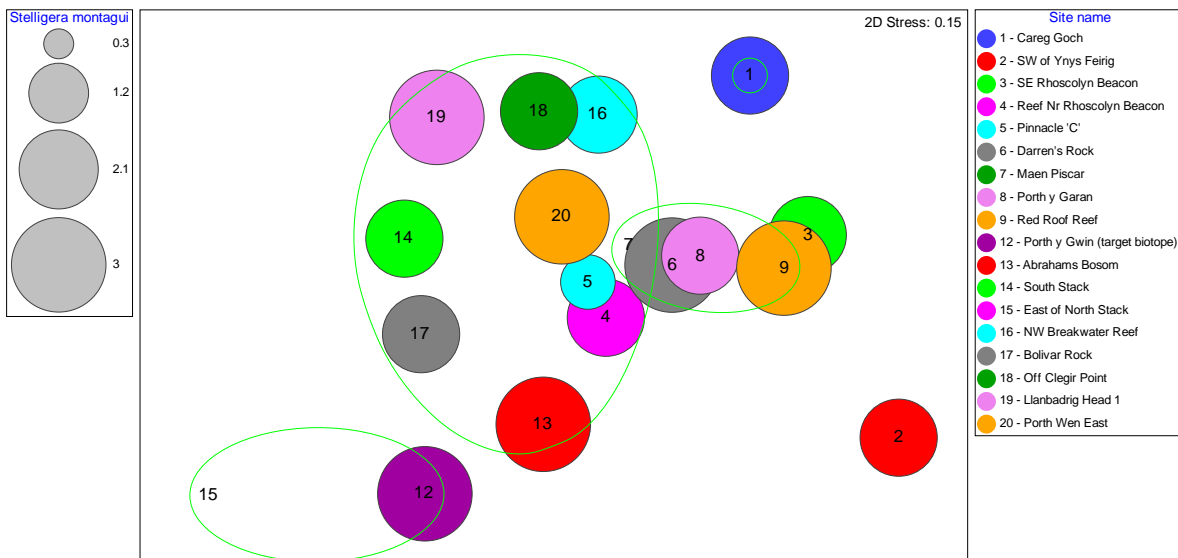 Stelligera montagui
0.3
1.2
2.1
3
2D Stress: 0.15
1
19
18
16
20
14
7
6
8
3
9
5
4
17
13
2
15
12
Site name
1 - Careg Goch
2 - SW of Ynys Feirig
3 - SE Rhoscolyn Beacon
4 - Reef Nr Rhoscolyn Beacon
5 - Pinnacle 'C'
6 - Darren's Rock
7 - Maen Piscar
8 - Porth y Garan
9 - Red Roof Reef
12 - Porth y Gwin (target biotope)
13 - Abrahams Bosom
14 - South Stack
15 - East of North Stack
16 - NW Breakwater Reef
17 - Bolivar Rock
18 - Off Clegir Point
19 - Llanbadrig Head 1
20 - Porth Wen East